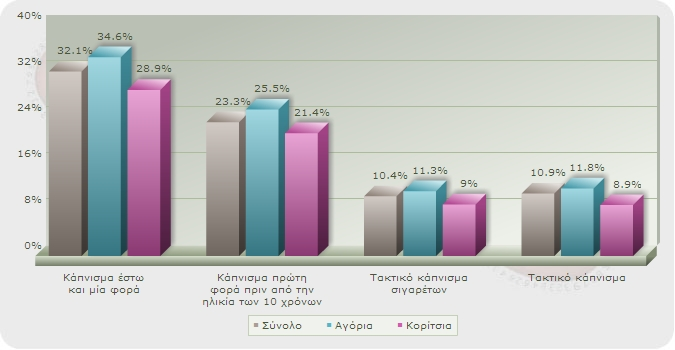 40%
32%
24%
16%
8%
0%
32.1% 34.6% 28.9%
23.3% 25.5% 21.4%
10.4% 11.3% 9%
10.9% 11.8% 8.9%
Κάπνισμα έστω
και μία φορά
Κάπνισμα πρώτη
φορά πριν από την
ηλικία των 10 χρόνων
Τακτικό κάπνισμα
σιγαρέτων
Τακτικό κάπνισμα
Σύνολο Αγόρια Κορίτσια